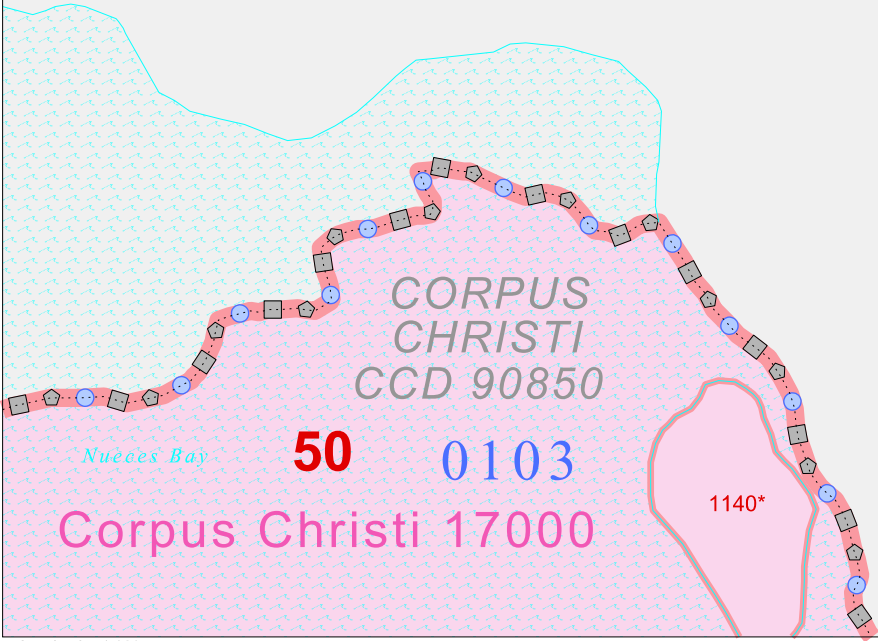 CORPUS
CHRISTI
CCD 90850
Nueces Bay
50
0103
Corpus Christi 17000
1140*